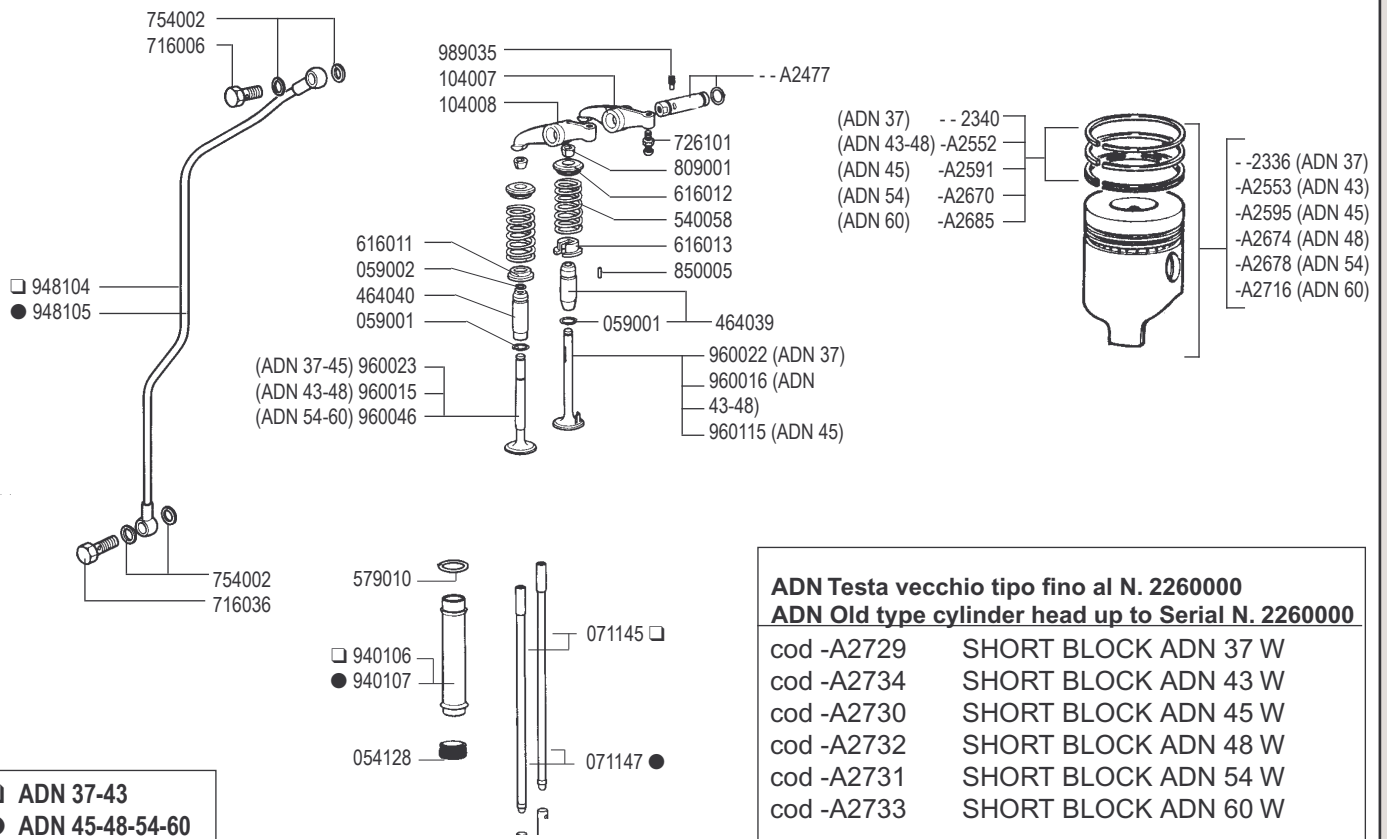 754002
716006
❑ 948104
● 948105
754002
716036
989035
104007
104008
- - A2477
726101
809001
616012
540058
616013
850005
616011
059002
464040
059001
059001
464039
(ADN 37-45) 960023
(ADN 43-48) 960015
(ADN 54-60) 960046
960022 (ADN 37)
960016 (ADN
43-48)
960115 (ADN 45)
(ADN 37) - - 2340
(ADN 43-48) -A2552
(ADN 45) -A2591
(ADN 54) -A2670
(ADN 60) -A2685
- -2336 (ADN 37)
-A2553 (ADN 43)
-A2595 (ADN 45)
-A2674 (ADN 48)
-A2678 (ADN 54)
-A2716 (ADN 60)
579010
❑ 940106
● 940107
054128
071145 ❑
071147 ●
❑ ADN 37-43
● ADN 45-48-54-60
ADN Testa vecchio tipo fino al N. 2260000
ADN Old type cylinder head up to Serial N. 2260000
cod -A2729 SHORT BLOCK ADN 37 W
cod -A2734 SHORT BLOCK ADN 43 W
cod -A2730 SHORT BLOCK ADN 45 W
cod -A2732 SHORT BLOCK ADN 48 W
cod -A2731 SHORT BLOCK ADN 54 W
cod -A2733 SHORT BLOCK ADN 60 W